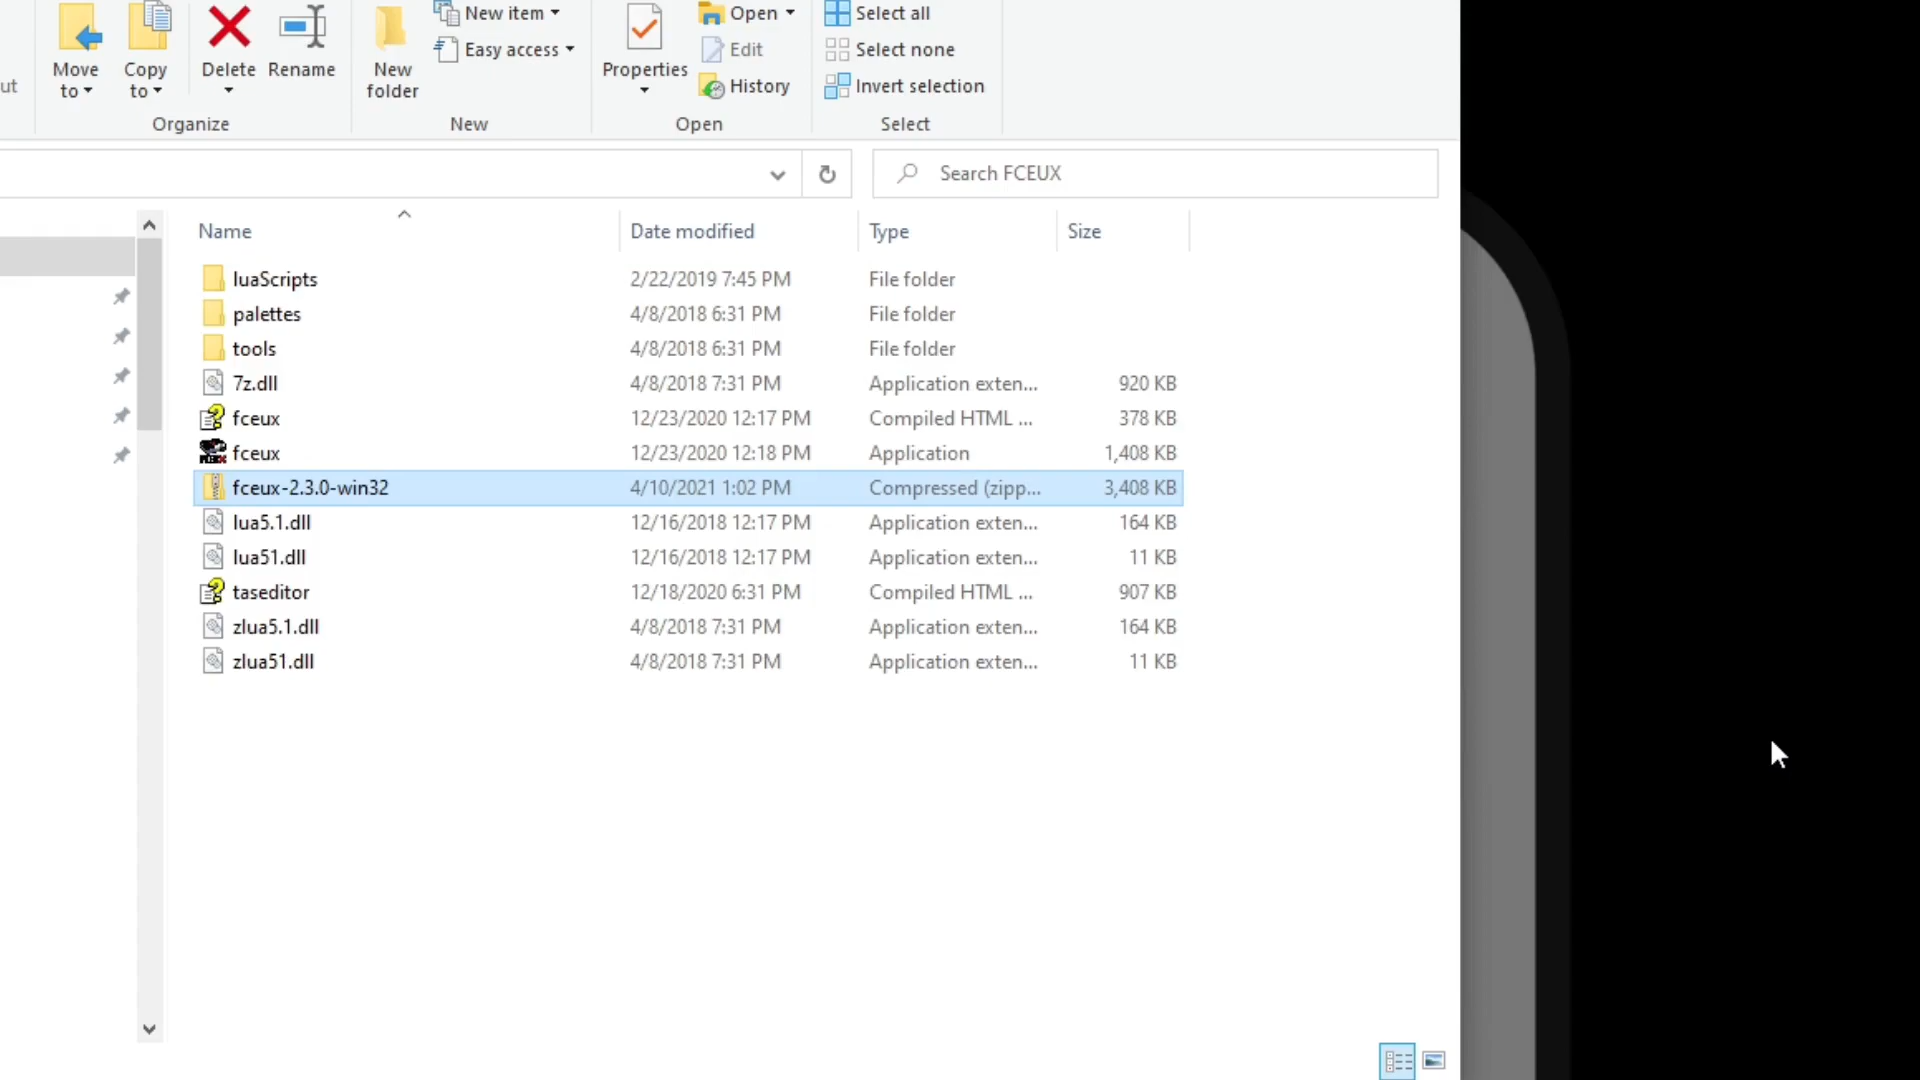 ut
Move to
Copy to
Delete
Rename
Organize
New folder
New item
Easy access
New
Properties
Open
Edit
History
Open
Select all
Select none
Invert selection
Select
Search FCEUX
Name Date modified Type Size
luaScripts 2/22/2019 7:45 PM File folder
palettes 4/8/2018 6:31 PM File folder
tools 4/8/2018 6:31 PM File folder
7z.dll 4/8/2018 7:31 PM Application exten... 920 KB
fceux 12/23/2020 12:17 PM Compiled HTML ... 378 KB
fceux 12/23/2020 12:18 PM Application 1,408 KB
fceux-2.3.0-win32 4/10/2021 1:02 PM Compressed (zipp... 3,408 KB
lua5.1.dll 12/16/2018 12:17 PM Application exten... 164 KB
lua51.dll 12/16/2018 12:17 PM Application exten... 11 KB
taseditor 12/18/2020 6:31 PM Compiled HTML ... 907 KB
zlua5.1.dll 4/8/2018 7:31 PM Application exten... 164 KB
zlua51.dll 4/8/2018 7:31 PM Application exten... 11 KB